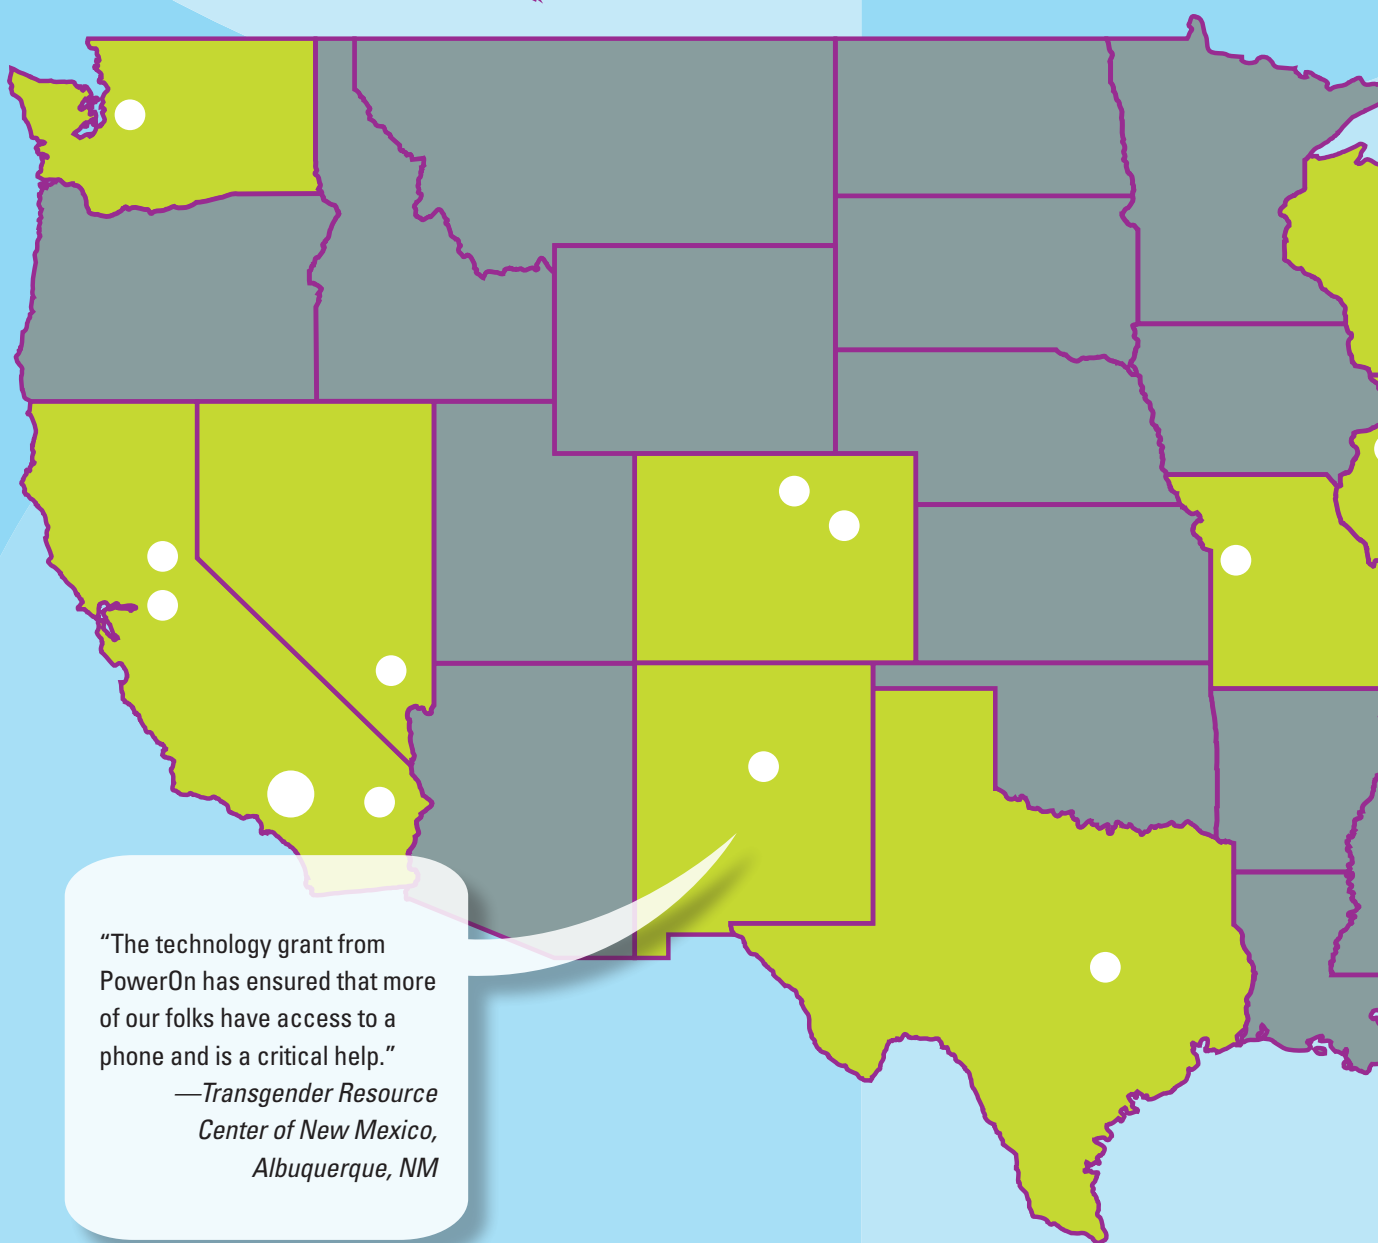 “The technology grant from
PowerOn has ensured that more
of our folks have access to a
phone and is a critical help.”
—Transgender Resource
Center of New Mexico,
Albuquerque, NM